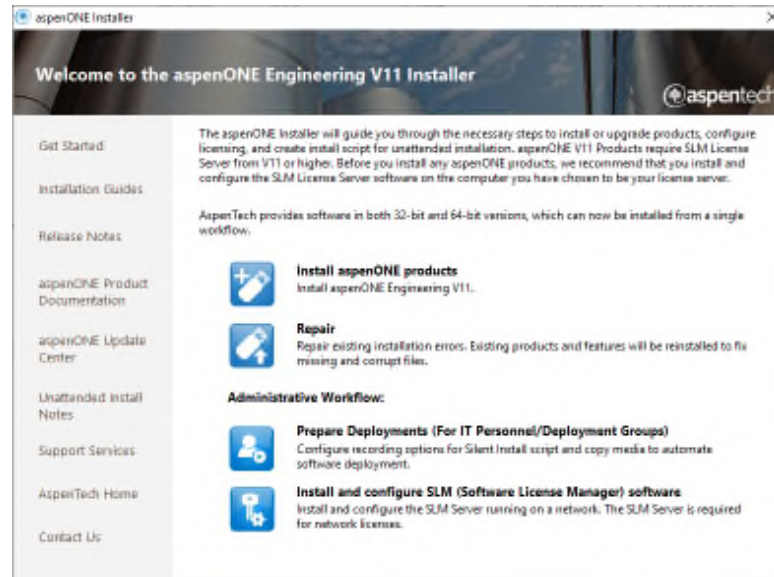 aspenONE Installer
Welcome to the aspenONE Engineering V11 Installer
aspentech
Get Started
Installation Guides
Release Notes
aspenONE Product
Documentation
aspenONE Update
Center
Unattended Install
Notes
Support Services
AspenTech Home
Contact Us
The aspenONE Installer will guide you through the necessary steps to install or upgrade products, configure
licensing, and create install script for unattended installation. aspenONE V11 Products require SLM License
Server from V11 or higher. Before you install any aspenONE products, we recommend that you install and
configure the SLM License Server software on the computer you have chosen to be your license server.
AspenTech provides software in both 32-bit and 64-bit versions, which can now be installed from a single
workflow.
Install aspenONE products
Install aspenONE Engineering V11.
Repair
Repair existing installation errors. Existing products and features will be reinstalled to fix
missing and corrupt files.
Administrative Workflow:
Prepare Deployments (For IT Personnel/Deployment Groups)
Configure recording options for Silent Install script and copy media to automate
software deployment.
Install and configure SLM (Software License Manager) software
Install and configure the SLM Server running on a network. The SLM Server is required
for network licenses.